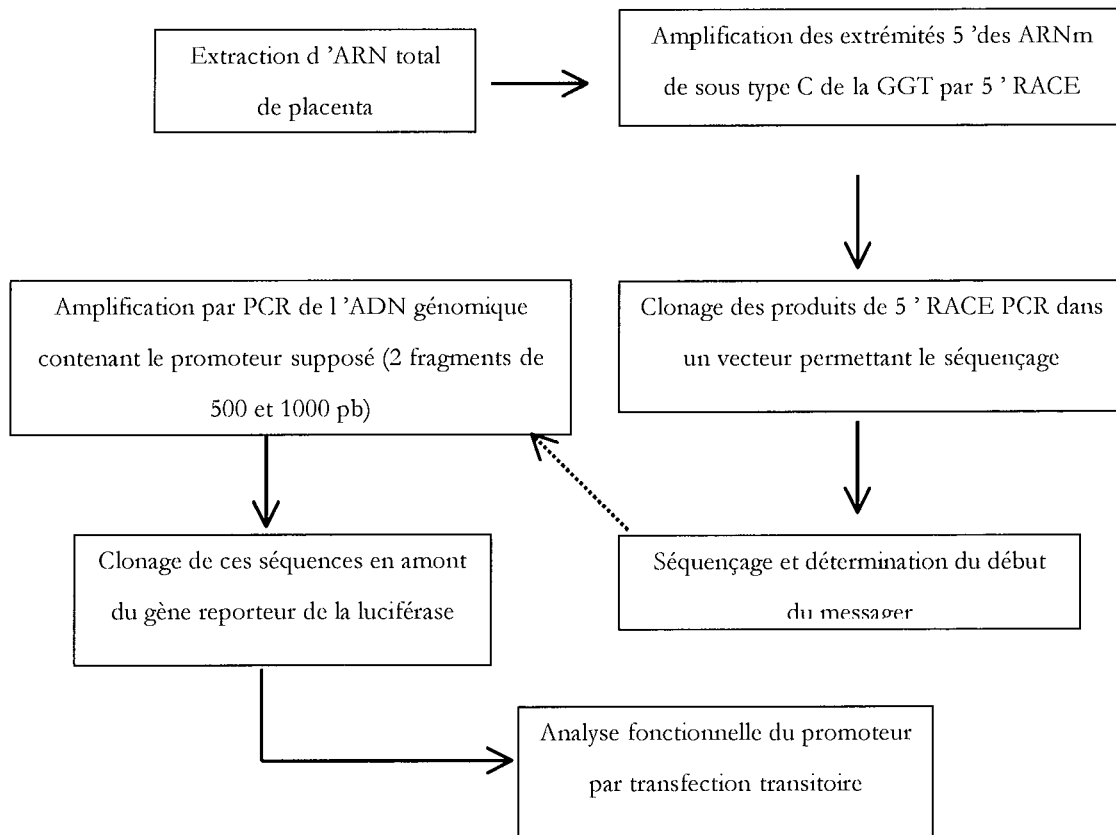 Extraction d 'ARN total
de placenta
Amplification des extrémités 5 'des ARNm
de sous type C de la GGT par 5 ' RACE
Clonage des produits de 5 ' RACE PCR dans
un vecteur permettant le séquençage
Séquençage et détermination du début
du messager
Amplification par PCR de l 'ADN génomique
contenant le promoteur supposé (2 fragments de
500 et 1000 pb)
Clonage de ces séquences en amont
du gène reporteur de la luciférase
Analyse fonctionnelle du promoteur
par transfection transitoire